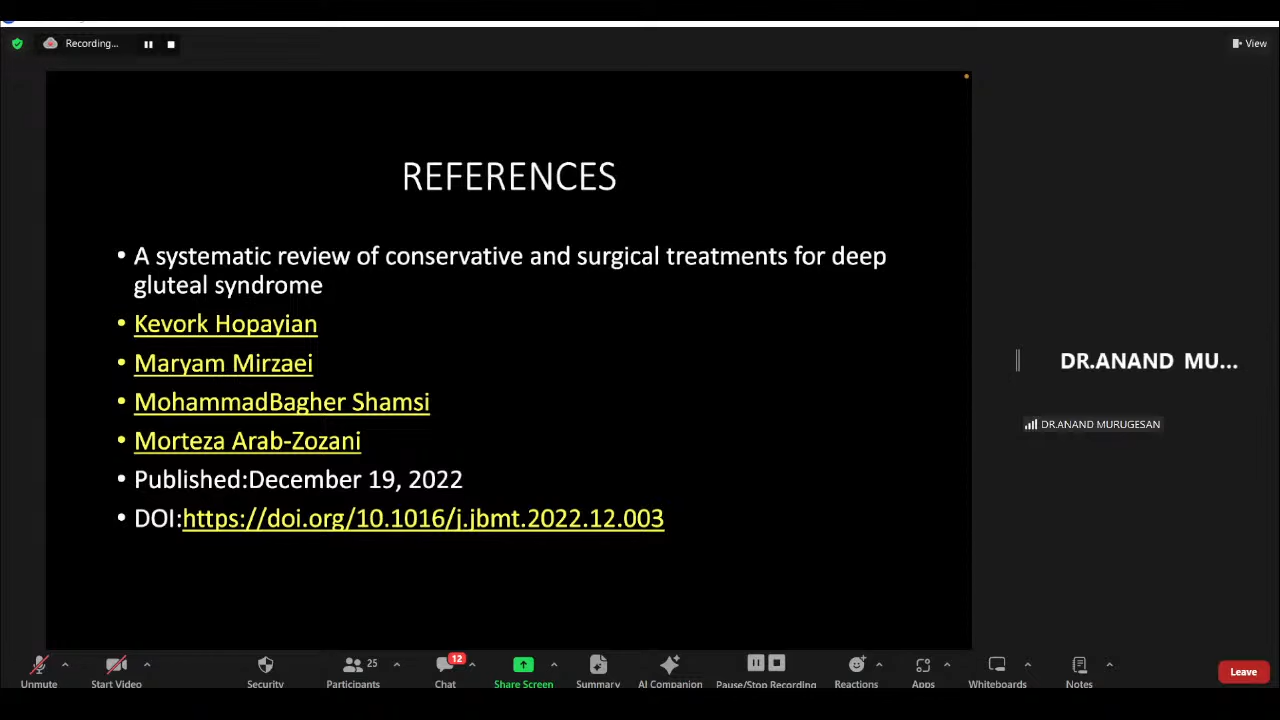 Recording...
View
REFERENCES
• A systematic review of conservative and surgical treatments for deep
gluteal syndrome
• Kevork Hopayian
• Maryam Mirzaei
• MohammadBagher Shamsi
• Morteza Arab-Zozani
• Published:December 19, 2022
• DOI:https://doi.org/10.1016/j.jbmt.2022.12.003
DR.ANAND MU...
DR.ANAND MURUGESAN
25
12
Unmute
Start Video
Security
Participants
Chat
Share Screen
Summary
AI Companion
Pause/Stop Recording
Reactions
Apps
Whiteboards
Notes
Leave